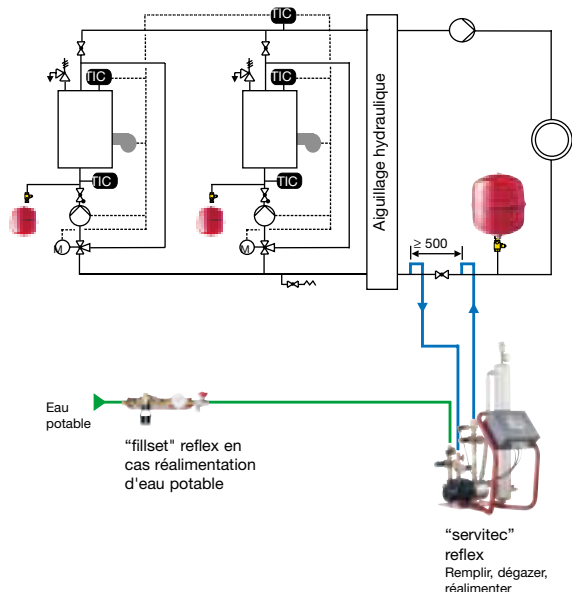 TIC
TIC
TIC
TIC
TIC
M
M
Aiguillage hydraulique
≥ 500
Eau
potable
“fillset" reflex en
cas réalimentation
d'eau potable
“servitec”
reflex
Remplir, dégazer,
réalimenter